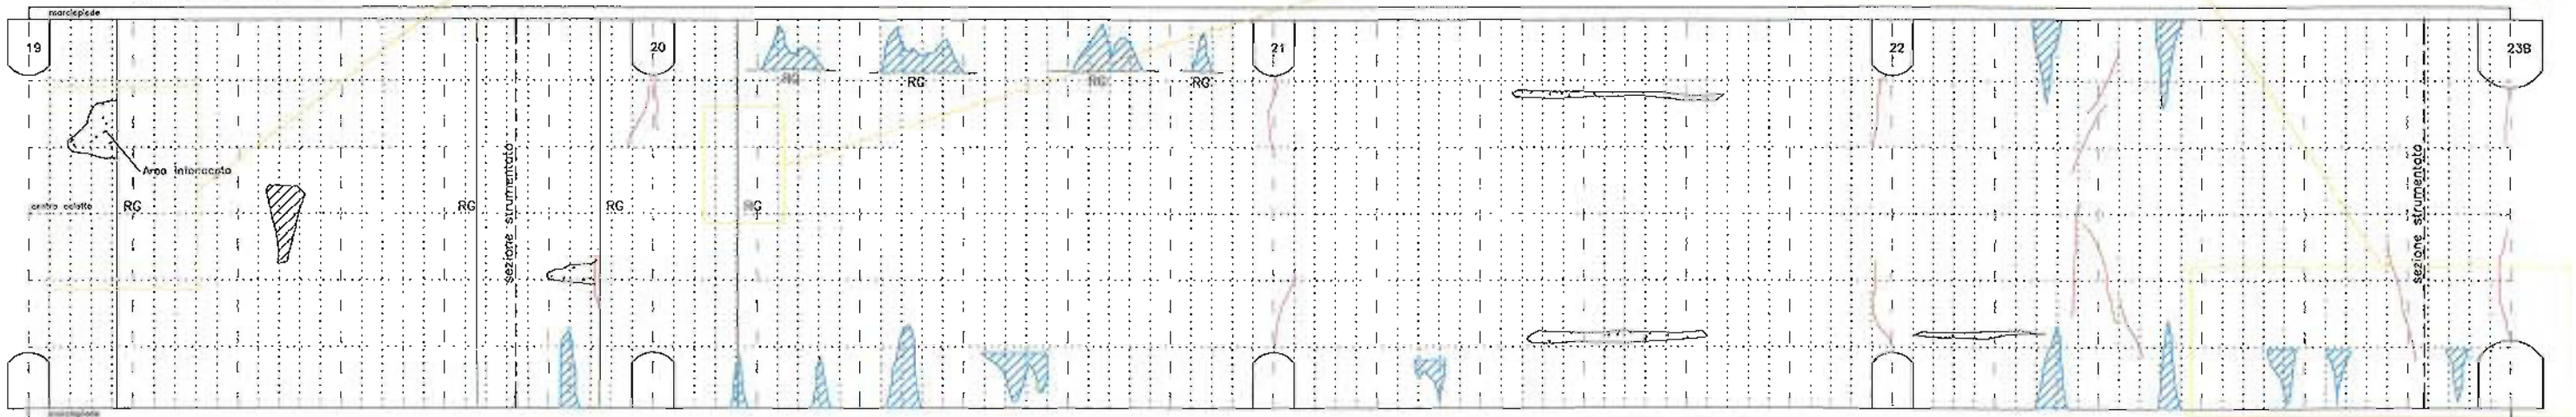 marciapiede
19
20
21
22
23B
RG
RG
RG
RG
Area intonacata
sezione strumentata
sezione strumentata
centro calotta
RG
RG
RG
RG
marciapiede